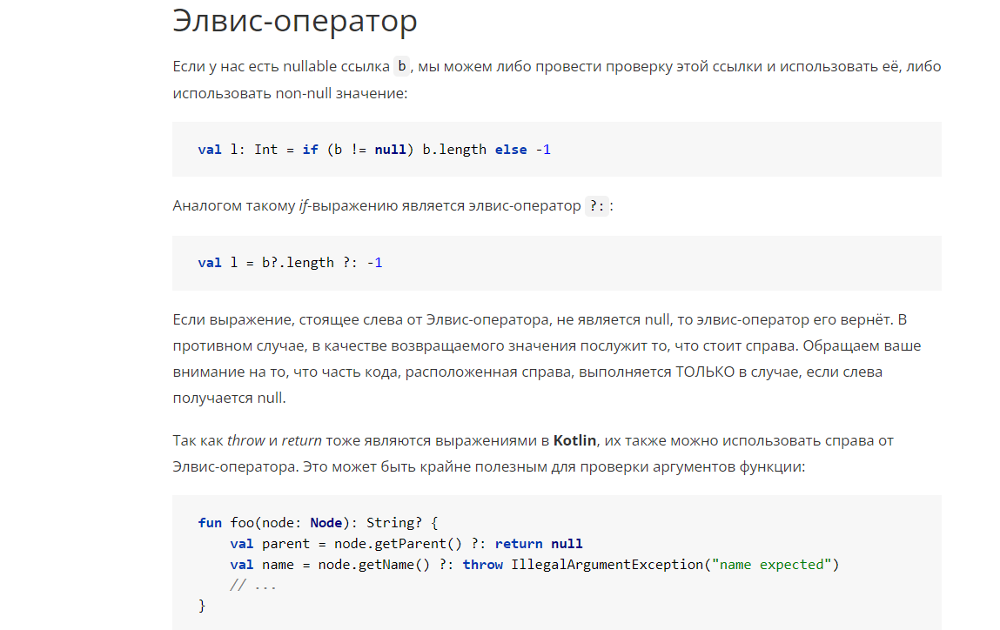 Элвис-оператор
Если у нас есть nullable ссылка b, мы можем либо провести проверку этой ссылки и использовать её, либо
использовать non-null значение:
val l: Int = if (b != null) b.length else -1
Аналогом такому if-выражению является элвис-оператор ?::
val l = b?.length ?: -1
Если выражение, стоящее слева от Элвис-оператора, не является null, то элвис-оператор его вернёт. В
противном случае, в качестве возвращаемого значения послужит то, что стоит справа. Обращаем ваше
внимание на то, что часть кода, расположенная справа, выполняется ТОЛЬКО в случае, если слева
получается null.
Так как throw и return тоже являются выражениями в Kotlin, их также можно использовать справа от
Элвис-оператора. Это может быть крайне полезным для проверки аргументов функции:
fun foo(node: Node): String? {
    val parent = node.getParent() ?: return null
    val name = node.getName() ?: throw IllegalArgumentException("name expected")
    // ...
}